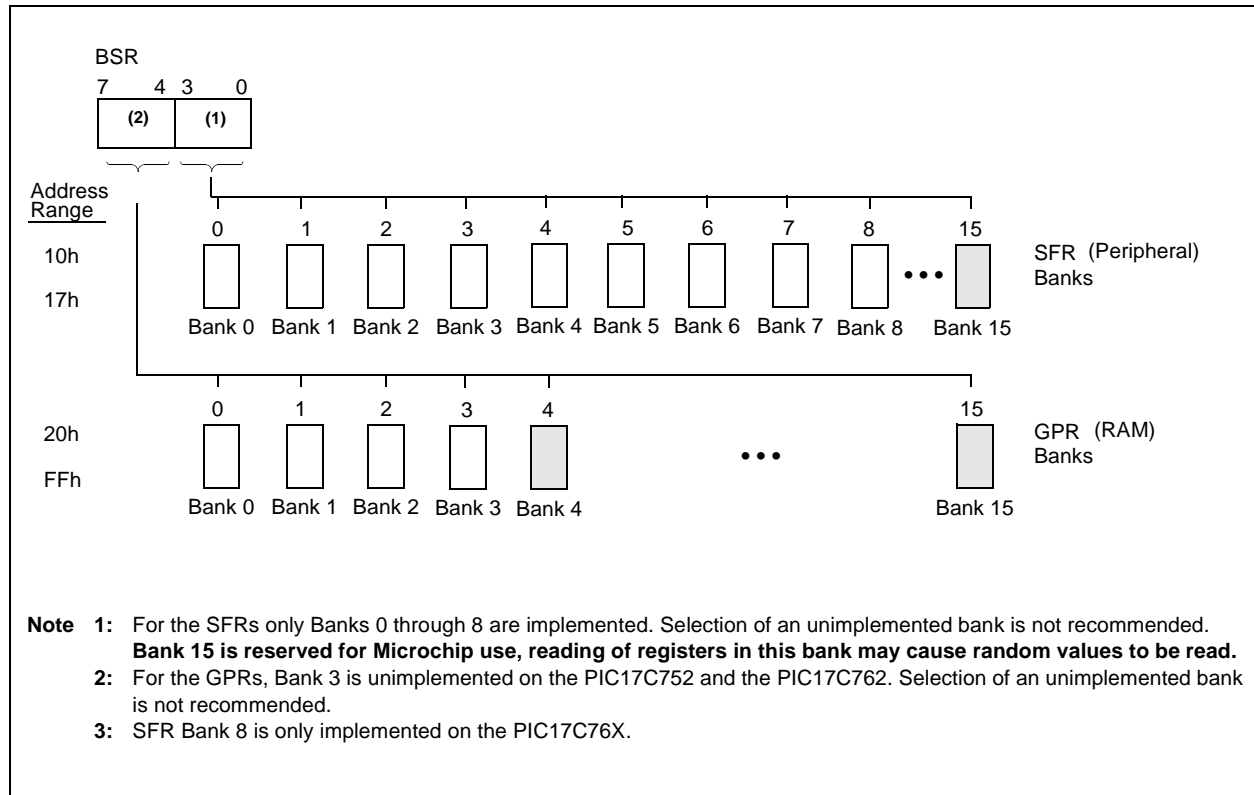 BSR
7 4 3 0
(2) (1)
Address
Range
0 1 2 3 4 5 6 7 8 15
10h
17h
SFR (Peripheral)
Banks
Bank 0 Bank 1 Bank 2 Bank 3 Bank 4 Bank 5 Bank 6 Bank 7 Bank 8 Bank 15
0 1 2 3 4 15
20h
FFh
GPR (RAM)
Banks
Bank 0 Bank 1 Bank 2 Bank 3 Bank 4 Bank 15
Note 1: For the SFRs only Banks 0 through 8 are implemented. Selection of an unimplemented bank is not recommended.
Bank 15 is reserved for Microchip use, reading of registers in this bank may cause random values to be read.
2: For the GPRs, Bank 3 is unimplemented on the PIC17C752 and the PIC17C762. Selection of an unimplemented bank
is not recommended.
3: SFR Bank 8 is only implemented on the PIC17C76X.